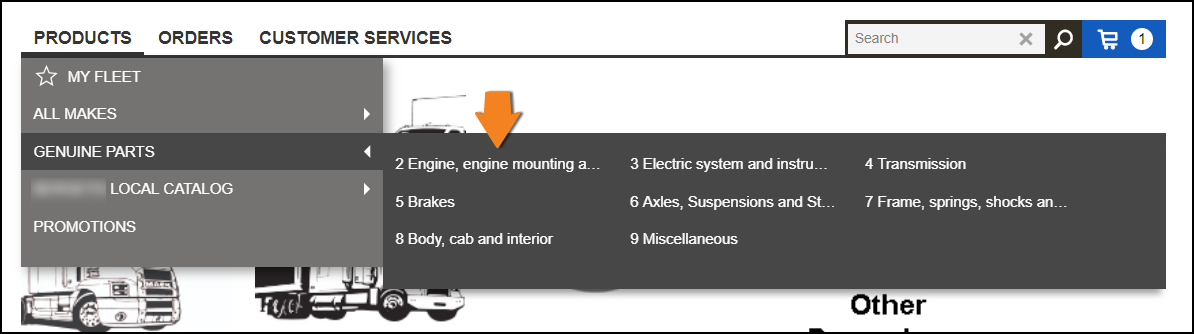 PRODUCTS ORDERS CUSTOMER SERVICES Search 1
MY FLEET
ALL MAKES
GENUINE PARTS
LOCAL CATALOG
PROMOTIONS
2 Engine, engine mounting a... 3 Electric system and instru... 4 Transmission
5 Brakes 6 Axles, Suspensions and St... 7 Frame, springs, shocks an...
8 Body, cab and interior 9 Miscellaneous
MACK
Other